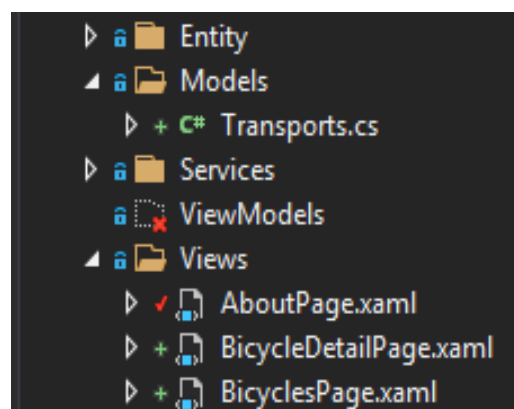 Entity
Models
C# Transports.cs
Services
ViewModels
Views
AboutPage.xaml
BicycleDetailPage.xaml
BicyclesPage.xaml